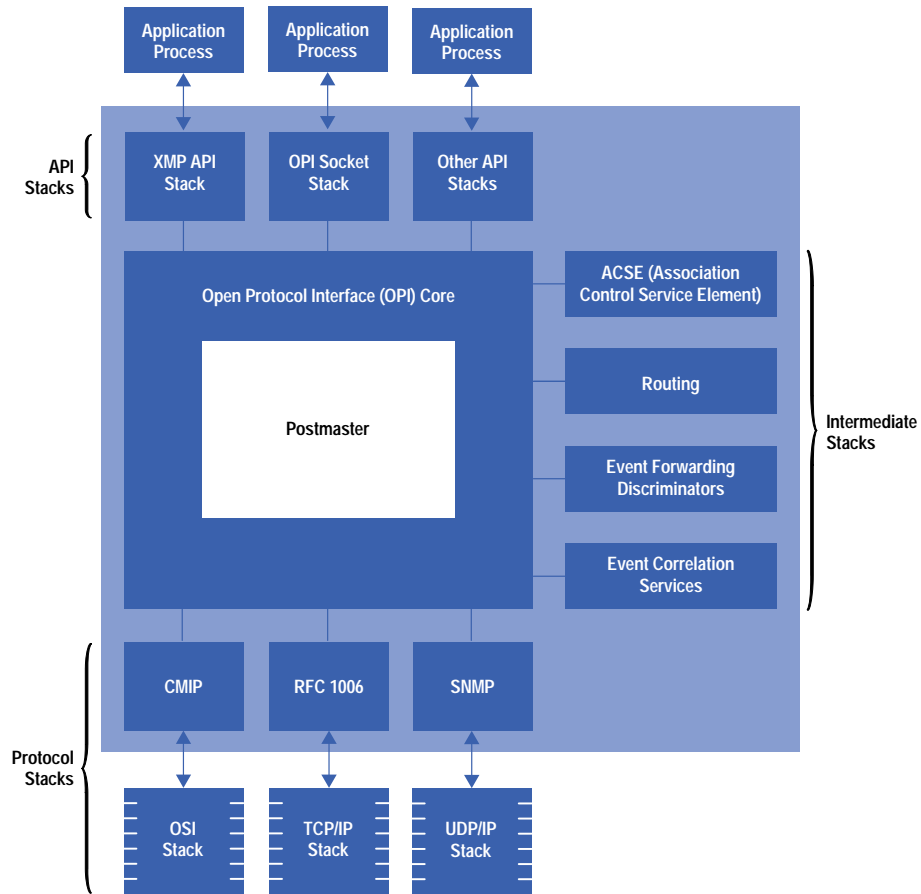 Application
Process
Application
Process
Application
Process
API
Stacks
XMP API
Stack
OPI Socket
Stack
Other API
Stacks
Open Protocol Interface (OPI) Core
ACSE (Association
Control Service Element)
Postmaster
Routing
Intermediate
Stacks
Event Forwarding
Discriminators
Event Correlation
Services
CMIP
RFC 1006
SNMP
Protocol
Stacks
OSI
Stack
TCP/IP
Stack
UDP/IP
Stack